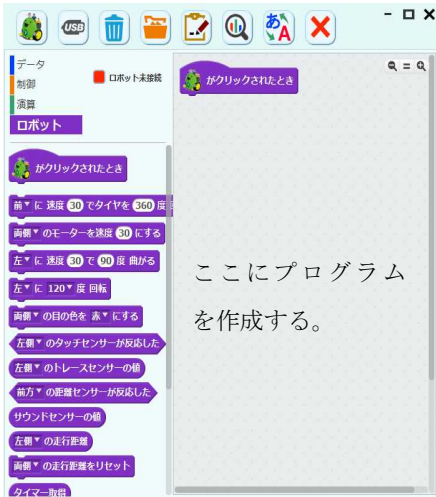 USB
あ
A
データ
制御
演算
ロボット
ロボット未接続
がクリックされたとき
前 に 速度 30 でタイヤを 360 度
両側 のモーターを速度 30 にする
左 に 速度 30 で 90 度 曲がる
左 に 120 度 回転
両側 の目の色を 赤 にする
左側 のタッチセンサーが反応した
左側 のトレースセンサーの値
前方 の距離センサーが反応した
サウンドセンサーの値
左側 の走行距離
両側 の走行距離をリセット
タイマー取得
がクリックされたとき
ここにプログラム
を作成する。